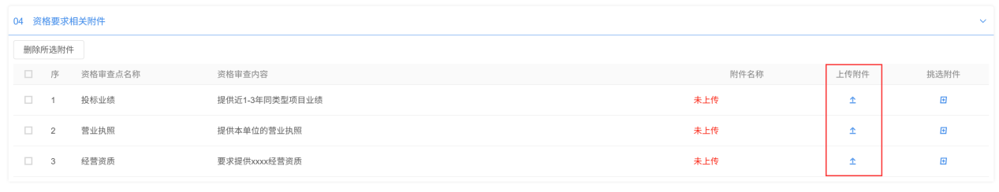 04 资格要求相关附件
删除所选附件
序 资格审查点名称 资格审查内容 附件名称 上传附件 挑选附件
1 投标业绩 提供近1-3年同类型项目业绩 未上传
2 营业执照 提供本单位的营业执照 未上传
3 经营资质 要求提供xxxx经营资质 未上传